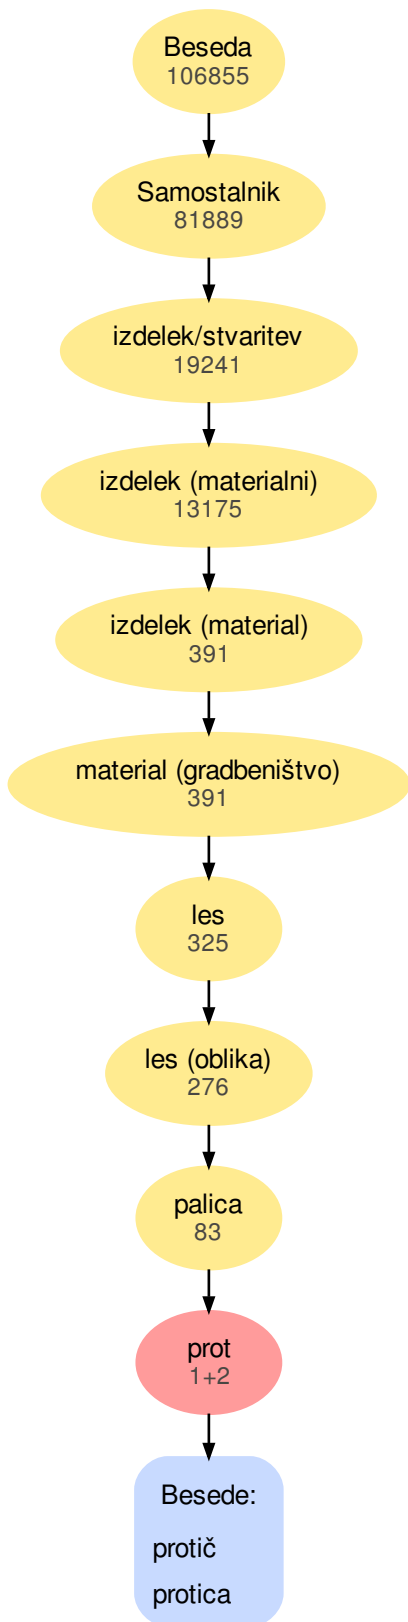 Beseda
106855
Samostalnik
81889
izdelek/stvaritev
19241
izdelek (materialni)
13175
izdelek (material)
391
material (gradbeništvo)
391
les
325
les (oblika)
276
palica
83
prot
1+2
Besede:
protič
protica